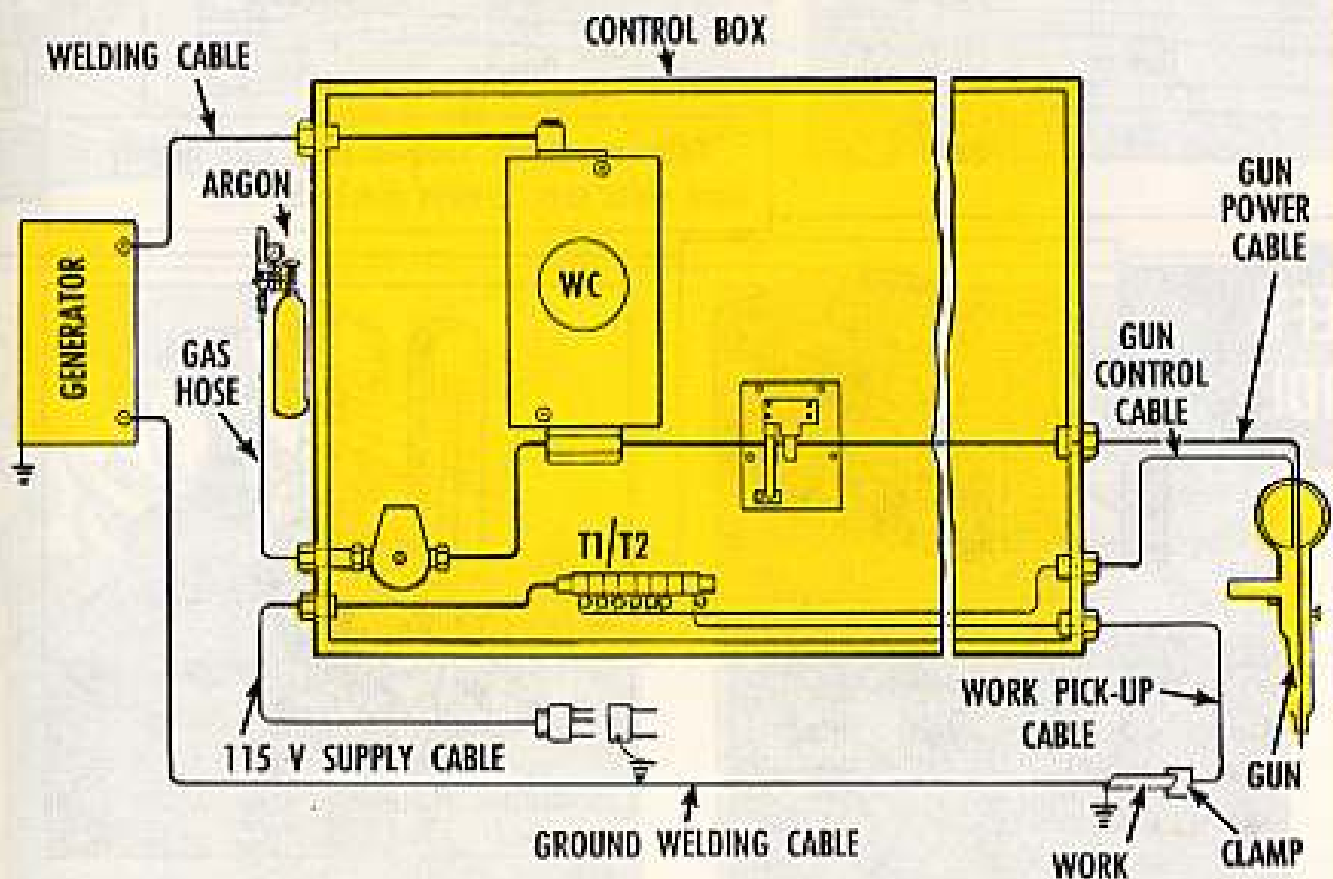 CONTROL BOX
WELDING CABLE
ARGON
GENERATOR
GAS
HOSE
WC
GUN
POWER
CABLE
GUN
CONTROL
CABLE
T1/T2
115 V SUPPLY CABLE
WORK PICK-UP
CABLE
GUN
GROUND WELDING CABLE
WORK
CLAMP